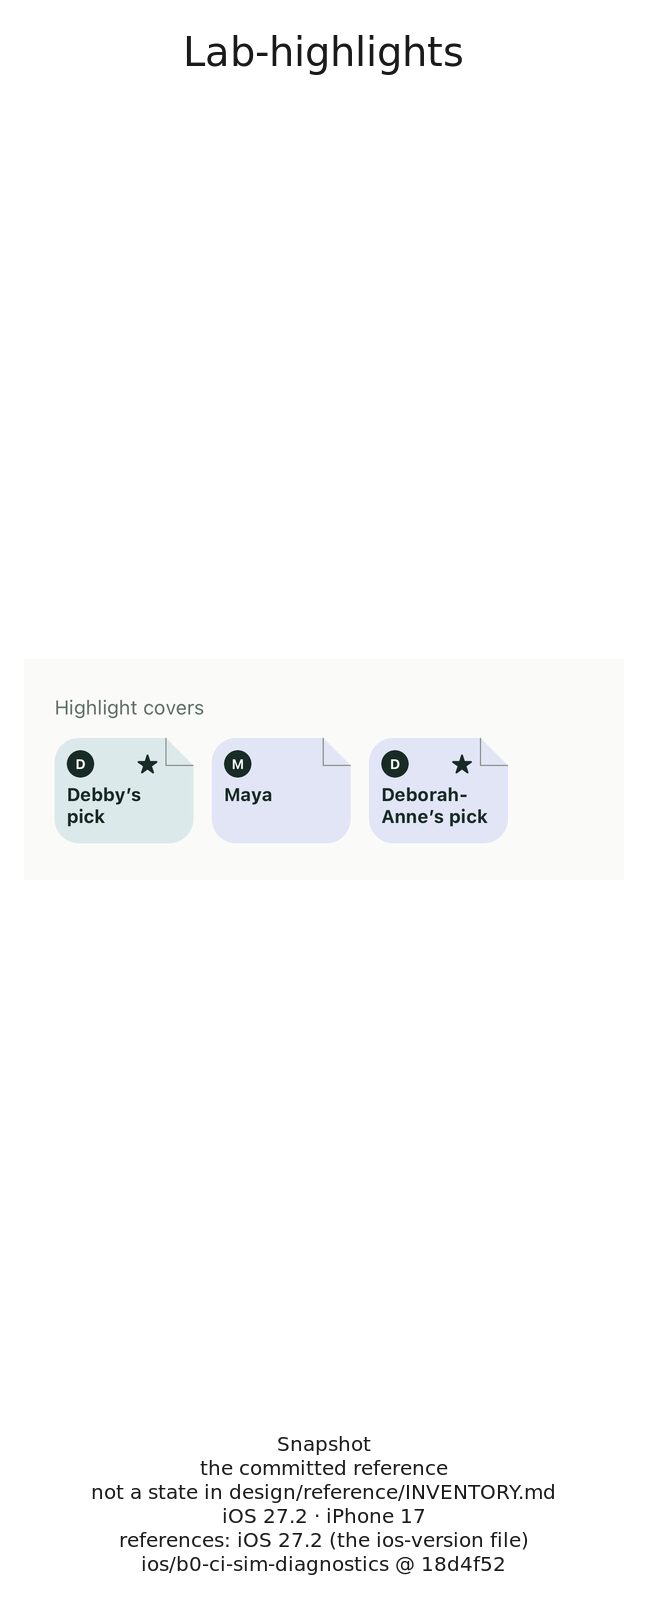 Lab-highlights
Highlight covers
D
Debby’s
pick
M
Maya
D
Deborah-
Anne’s pick
Snapshot
the committed reference
not a state in design/reference/INVENTORY.md
iOS 27.2 · iPhone 17
references: iOS 27.2 (the ios-version file)
ios/b0-ci-sim-diagnostics @ 18d4f52